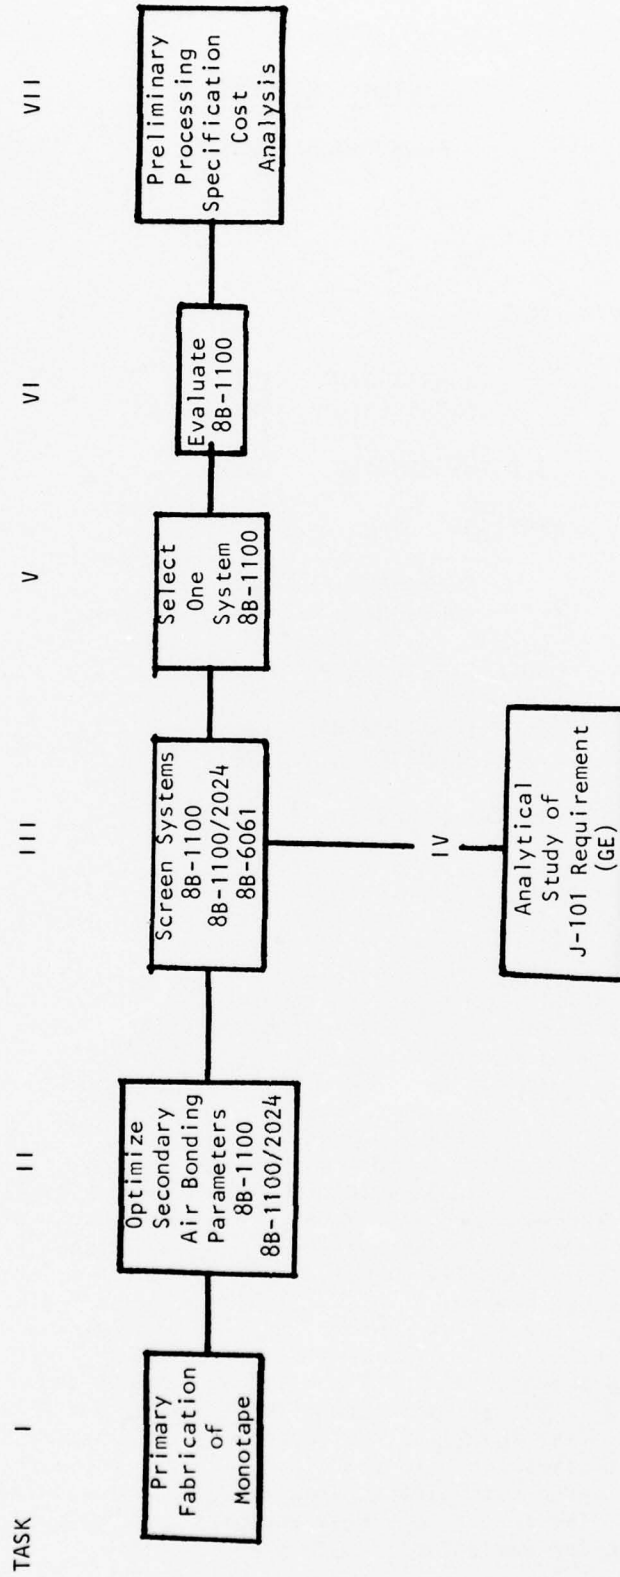 TASK
I
II
III
V
VI
VII
Primary
Fabrication
of
Monotape
Optimize
Secondary
Air Bonding
Parameters
8B-1100
8B-1100/2024
Screen Systems
8B-1100
8B-1100/2024
8B-6061
Select
One
System
8B-1100
Evaluate
8B-1100
Preliminary
Processing
Specification
Cost
Analysis
IV
Analytical
Study of
J-101 Requirement
(GE)